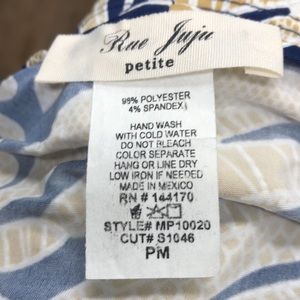 Rue Juju
petite
96% POLYESTER
4% SPANDEX
HAND WASH
WITH COLD WATER
DO NOT BLEACH
COLOR SEPARATE
HANG OR LINE DRY
LOW IRON IF NEEDED
MADE IN MEXICO
RN # 144170
STYLE# MP10020
CUT# S1046
PM